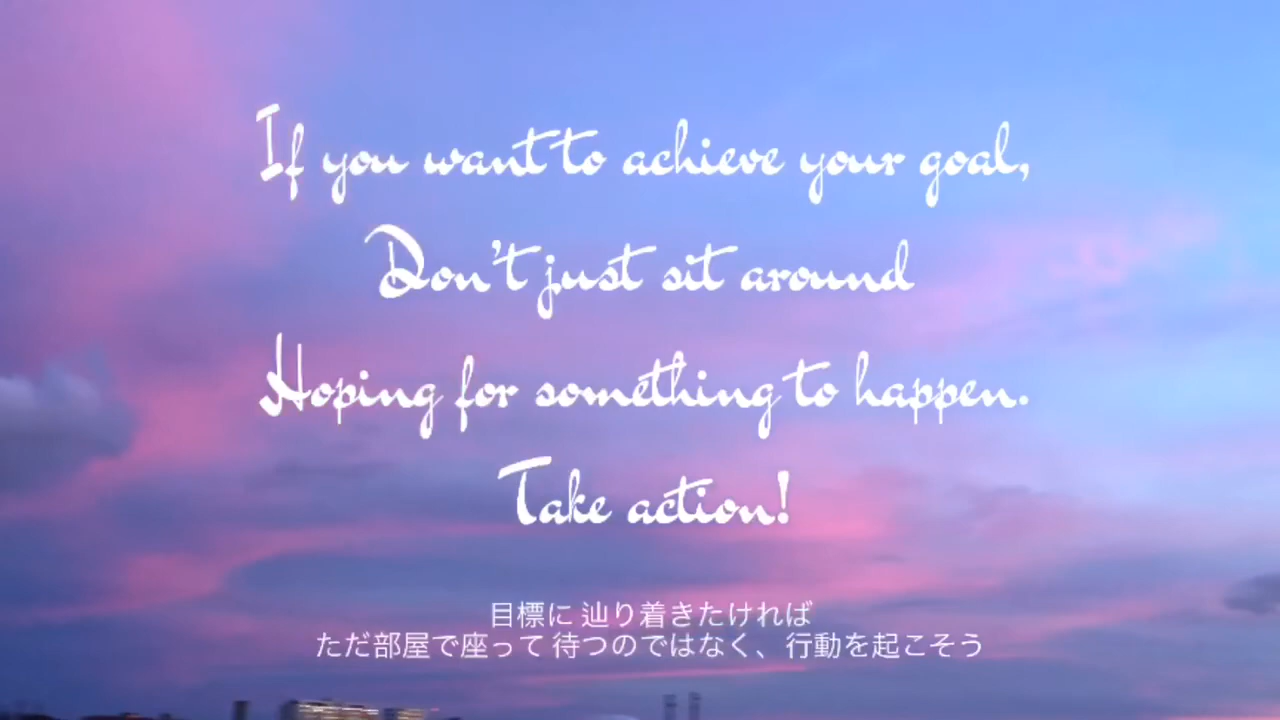 If you want to achieve your goal,
Don't just sit around
Hoping for something to happen.
Take action!
目標に 辿り着きたければ
ただ部屋で座って 待つのではなく、行動を起こそう